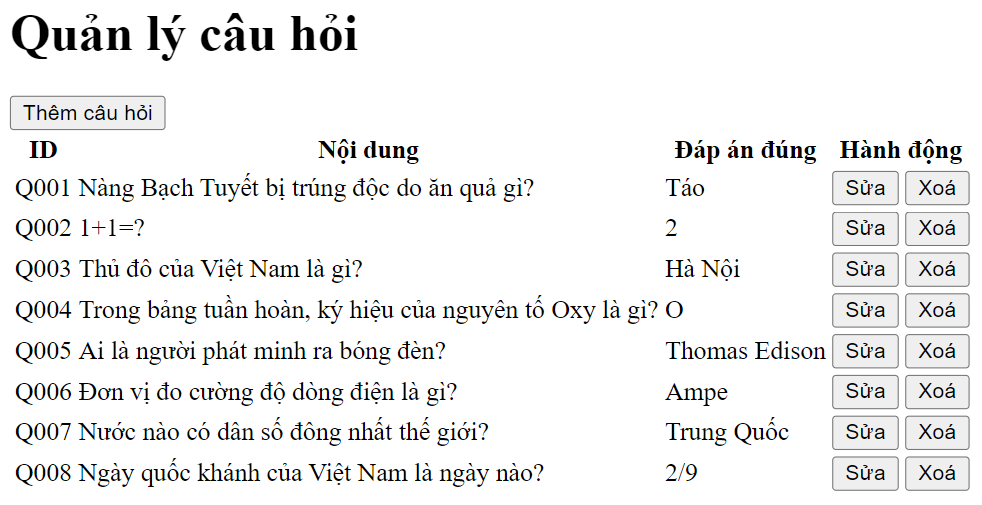 Quản lý câu hỏi
Thêm câu hỏi
ID Nội dung Đáp án đúng Hành động
Q001 Nàng Bạch Tuyết bị trúng độc do ăn quả gì? Táo Sửa Xoá
Q002 1+1=? 2 Sửa Xoá
Q003 Thủ đô của Việt Nam là gì? Hà Nội Sửa Xoá
Q004 Trong bảng tuần hoàn, ký hiệu của nguyên tố Oxy là gì? O Sửa Xoá
Q005 Ai là người phát minh ra bóng đèn? Thomas Edison Sửa Xoá
Q006 Đơn vị đo cường độ dòng điện là gì? Ampe Sửa Xoá
Q007 Nước nào có dân số đông nhất thế giới? Trung Quốc Sửa Xoá
Q008 Ngày quốc khánh của Việt Nam là ngày nào? 2/9 Sửa Xoá